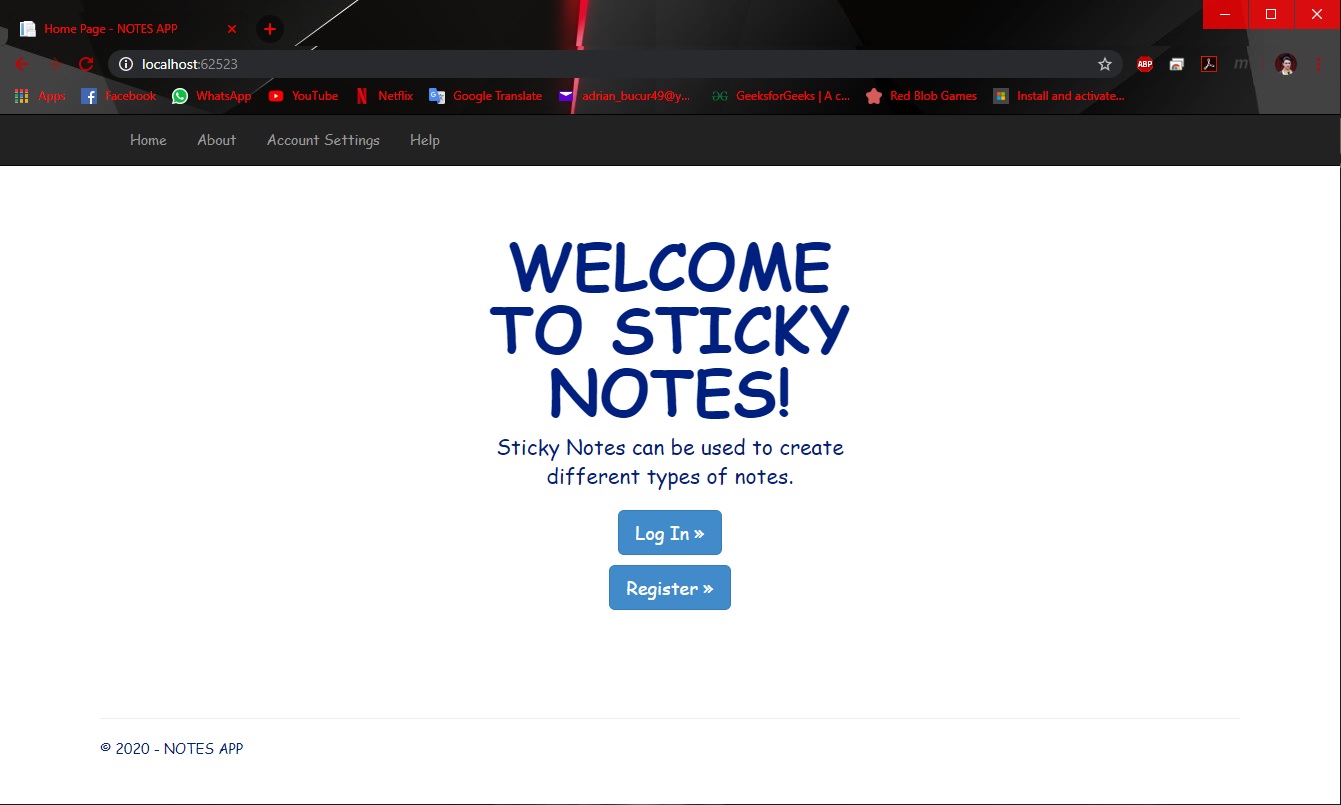 Home Page - NOTES APP
localhost:62523
ABP
Apps Facebook WhatsApp YouTube Netflix Google Translate adrian_bucur49@y... GeeksforGeeks | A c... Red Blob Games Install and activate...
Home About Account Settings Help
WELCOME
TO STICKY
NOTES!
Sticky Notes can be used to create
different types of notes.
Log In »
Register »
© 2020 - NOTES APP